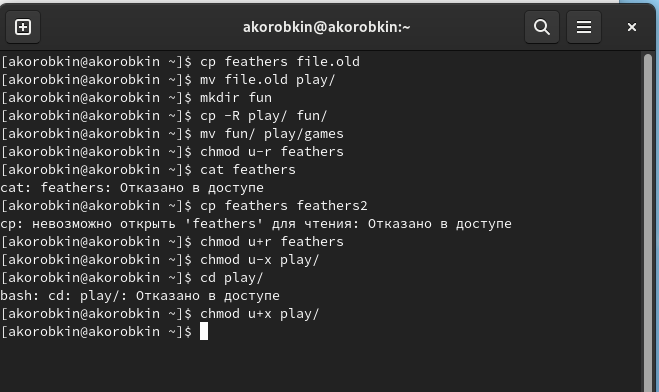 akorobkin@akorobkin:~
[akorobkin@akorobkin ~]$ cp feathers file.old
[akorobkin@akorobkin ~]$ mv file.old play/
[akorobkin@akorobkin ~]$ mkdir fun
[akorobkin@akorobkin ~]$ cp -R play/ fun/
[akorobkin@akorobkin ~]$ mv fun/ play/games
[akorobkin@akorobkin ~]$ chmod u-r feathers
[akorobkin@akorobkin ~]$ cat feathers
cat: feathers: Отказано в доступе
[akorobkin@akorobkin ~]$ cp feathers feathers2
cp: невозможно открыть 'feathers' для чтения: Отказано в доступе
[akorobkin@akorobkin ~]$ chmod u+r feathers
[akorobkin@akorobkin ~]$ chmod u-x play/
[akorobkin@akorobkin ~]$ cd play/
bash: cd: play/: Отказано в доступе
[akorobkin@akorobkin ~]$ chmod u+x play/
[akorobkin@akorobkin ~]$